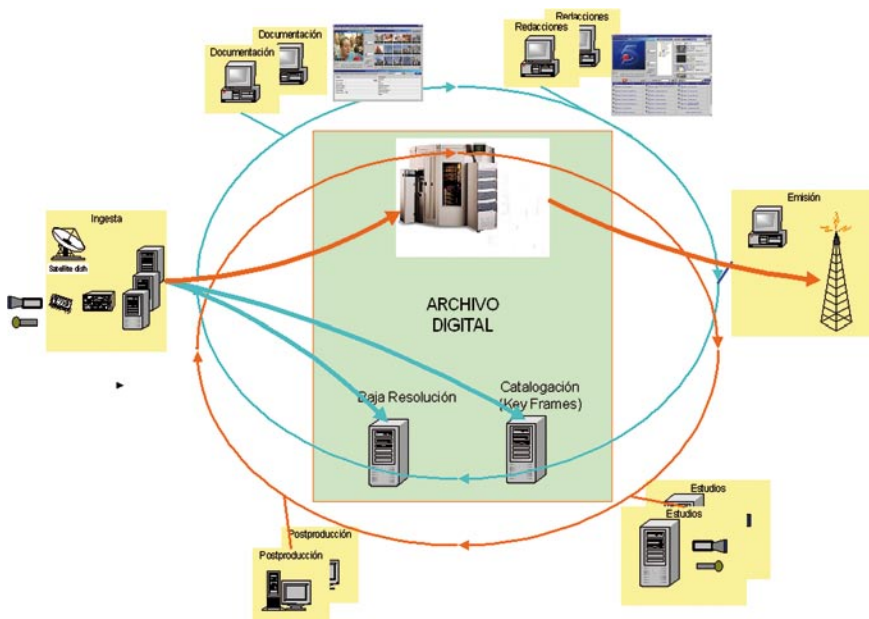 Documentación
Documentación
Redacciones
Redacciones
Ingesta
Satellite dish
Emisión
ARCHIVO
DIGITAL
Baja Resolución
Catalogación
(Key Frames)
Estudios
Estudios
Postproducción
Postproducción